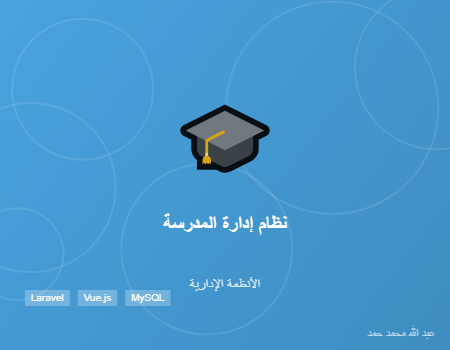 نظام إدارة المدرسة
الأنظمة الإدارية
Laravel Vue.js MySQL
عبد الله محمد حمد